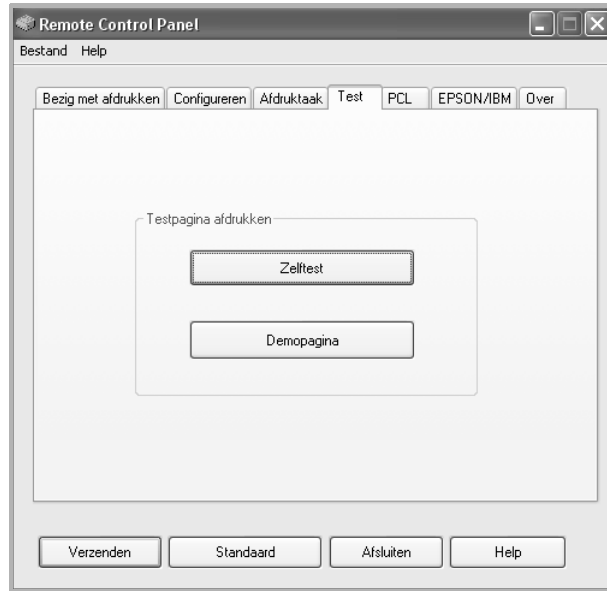 Remote Control Panel
Bestand Help
Bezig met afdrukken Configureren Afdruktaak Test PCL EPSON/IBM Over
Testpagina afdrukken
Zelftest
Demopagina
Verzenden Standaard Afsluiten Help